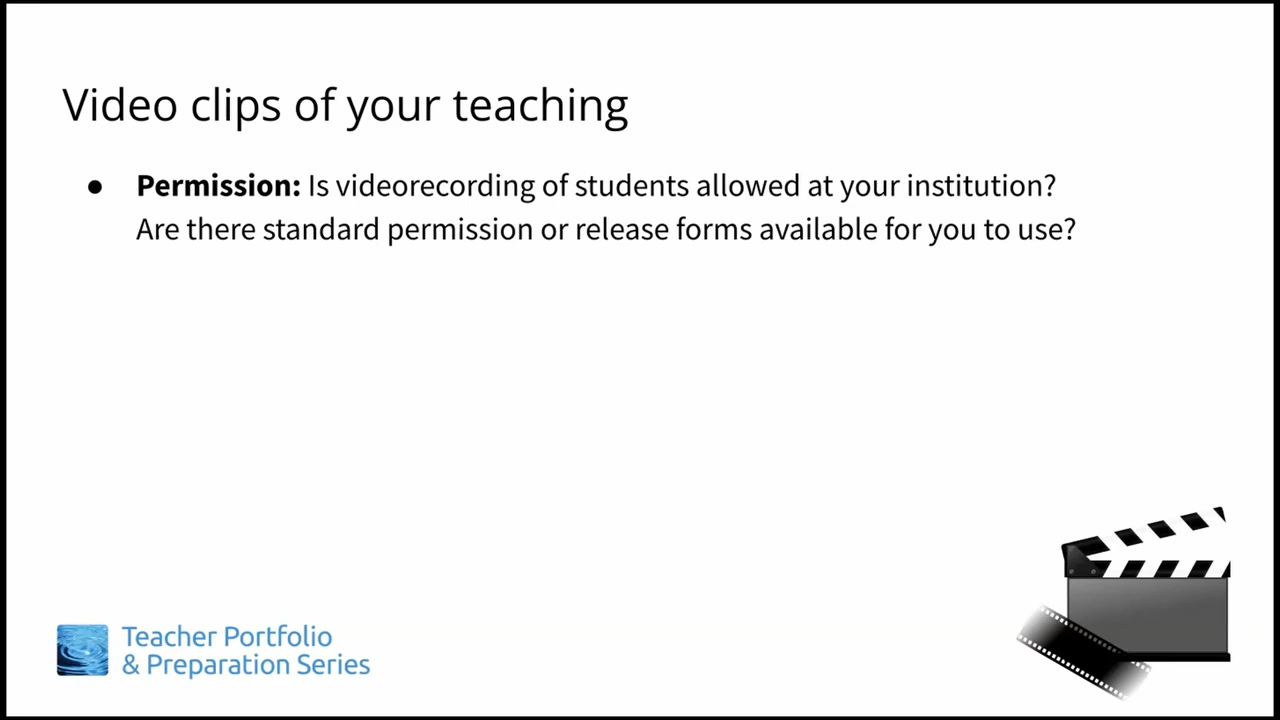 Video clips of your teaching
● Permission: Is videorecording of students allowed at your institution?
Are there standard permission or release forms available for you to use?
Teacher Portfolio
& Preparation Series